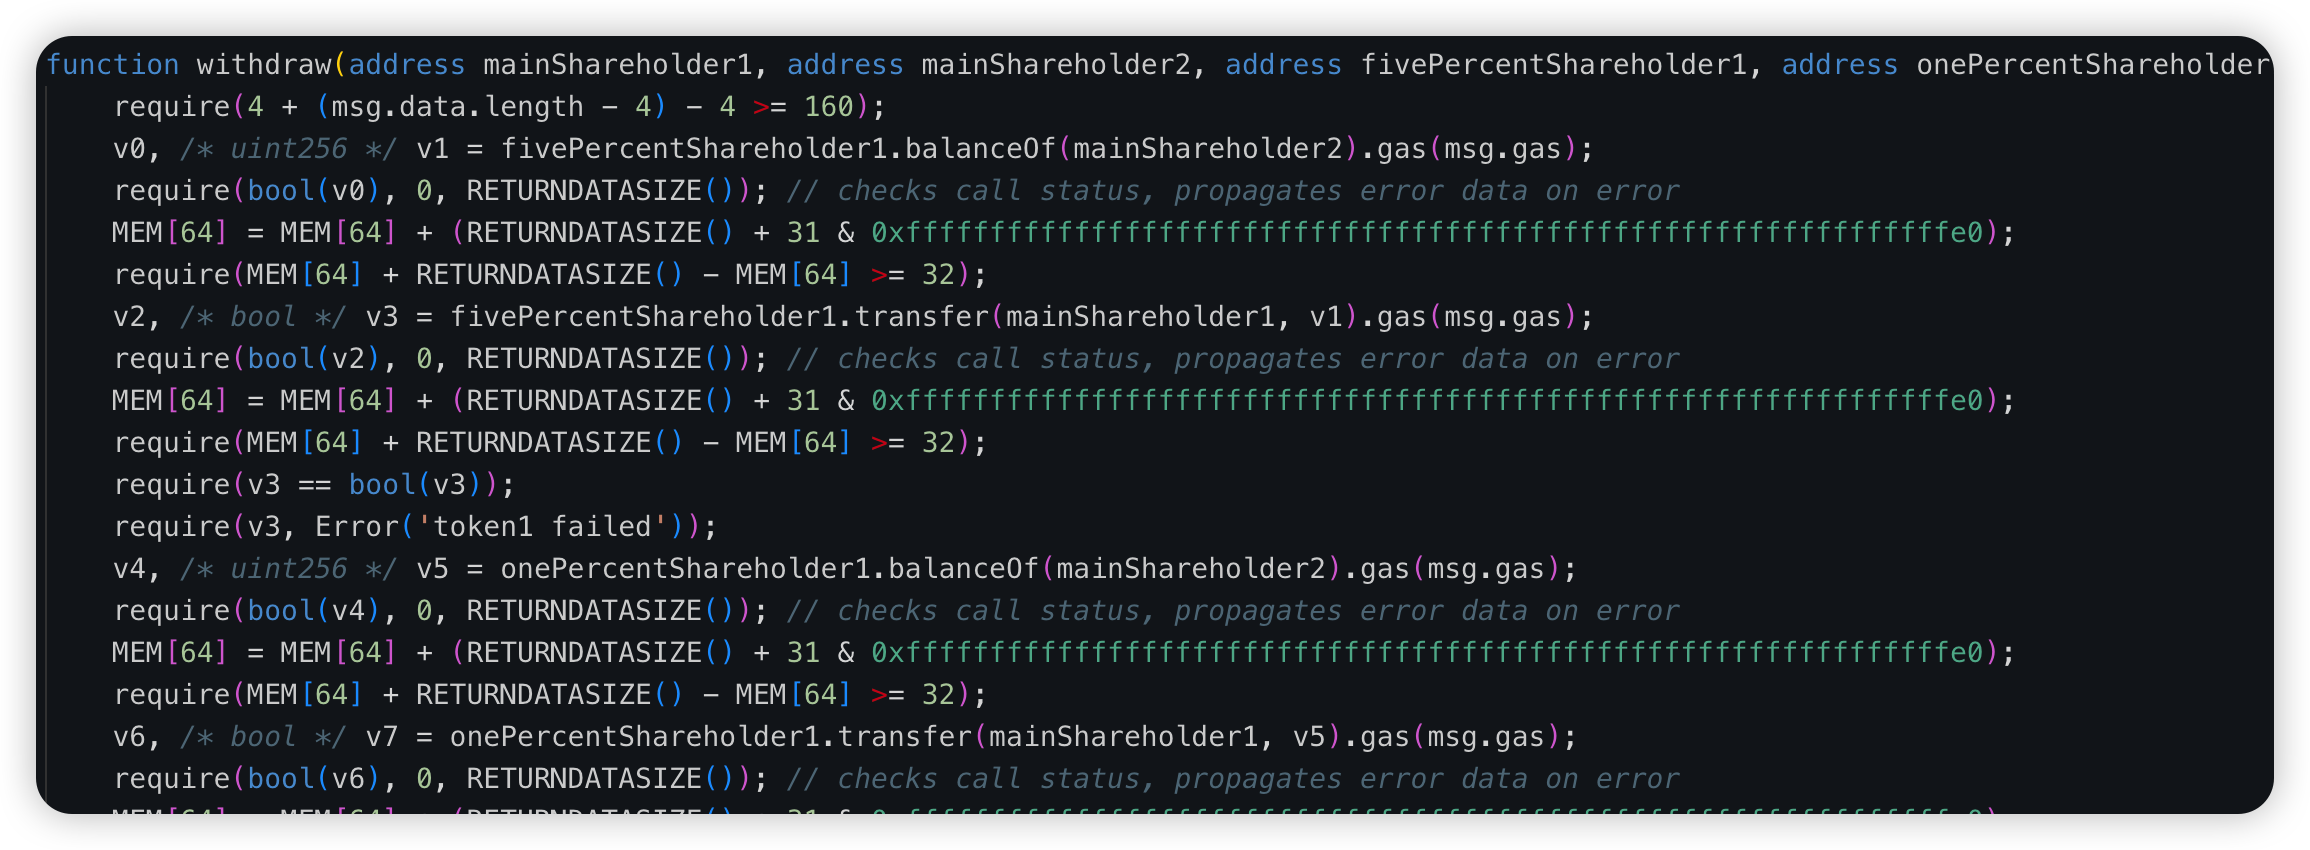 function withdraw(address mainShareholder1, address mainShareholder2, address fivePercentShareholder1, address onePercentShareholder
require(4 + (msg.data.length - 4) - 4 >= 160);
v0, /* uint256 */ v1 = fivePercentShareholder1.balanceOf(mainShareholder2).gas(msg.gas);
require(bool(v0), 0, RETURNDATASIZE()); // checks call status, propagates error data on error
MEM[64] = MEM[64] + (RETURNDATASIZE() + 31 & 0xffffffffffffffffffffffffffffffffffffffffffffffffffffffffffffffe0);
require(MEM[64] + RETURNDATASIZE() - MEM[64] >= 32);
v2, /* bool */ v3 = fivePercentShareholder1.transfer(mainShareholder1, v1).gas(msg.gas);
require(bool(v2), 0, RETURNDATASIZE()); // checks call status, propagates error data on error
MEM[64] = MEM[64] + (RETURNDATASIZE() + 31 & 0xffffffffffffffffffffffffffffffffffffffffffffffffffffffffffffffe0);
require(MEM[64] + RETURNDATASIZE() - MEM[64] >= 32);
require(v3 == bool(v3));
require(v3, Error('token1 failed'));
v4, /* uint256 */ v5 = onePercentShareholder1.balanceOf(mainShareholder2).gas(msg.gas);
require(bool(v4), 0, RETURNDATASIZE()); // checks call status, propagates error data on error
MEM[64] = MEM[64] + (RETURNDATASIZE() + 31 & 0xffffffffffffffffffffffffffffffffffffffffffffffffffffffffffffffe0);
require(MEM[64] + RETURNDATASIZE() - MEM[64] >= 32);
v6, /* bool */ v7 = onePercentShareholder1.transfer(mainShareholder1, v5).gas(msg.gas);
require(bool(v6), 0, RETURNDATASIZE()); // checks call status, propagates error data on error